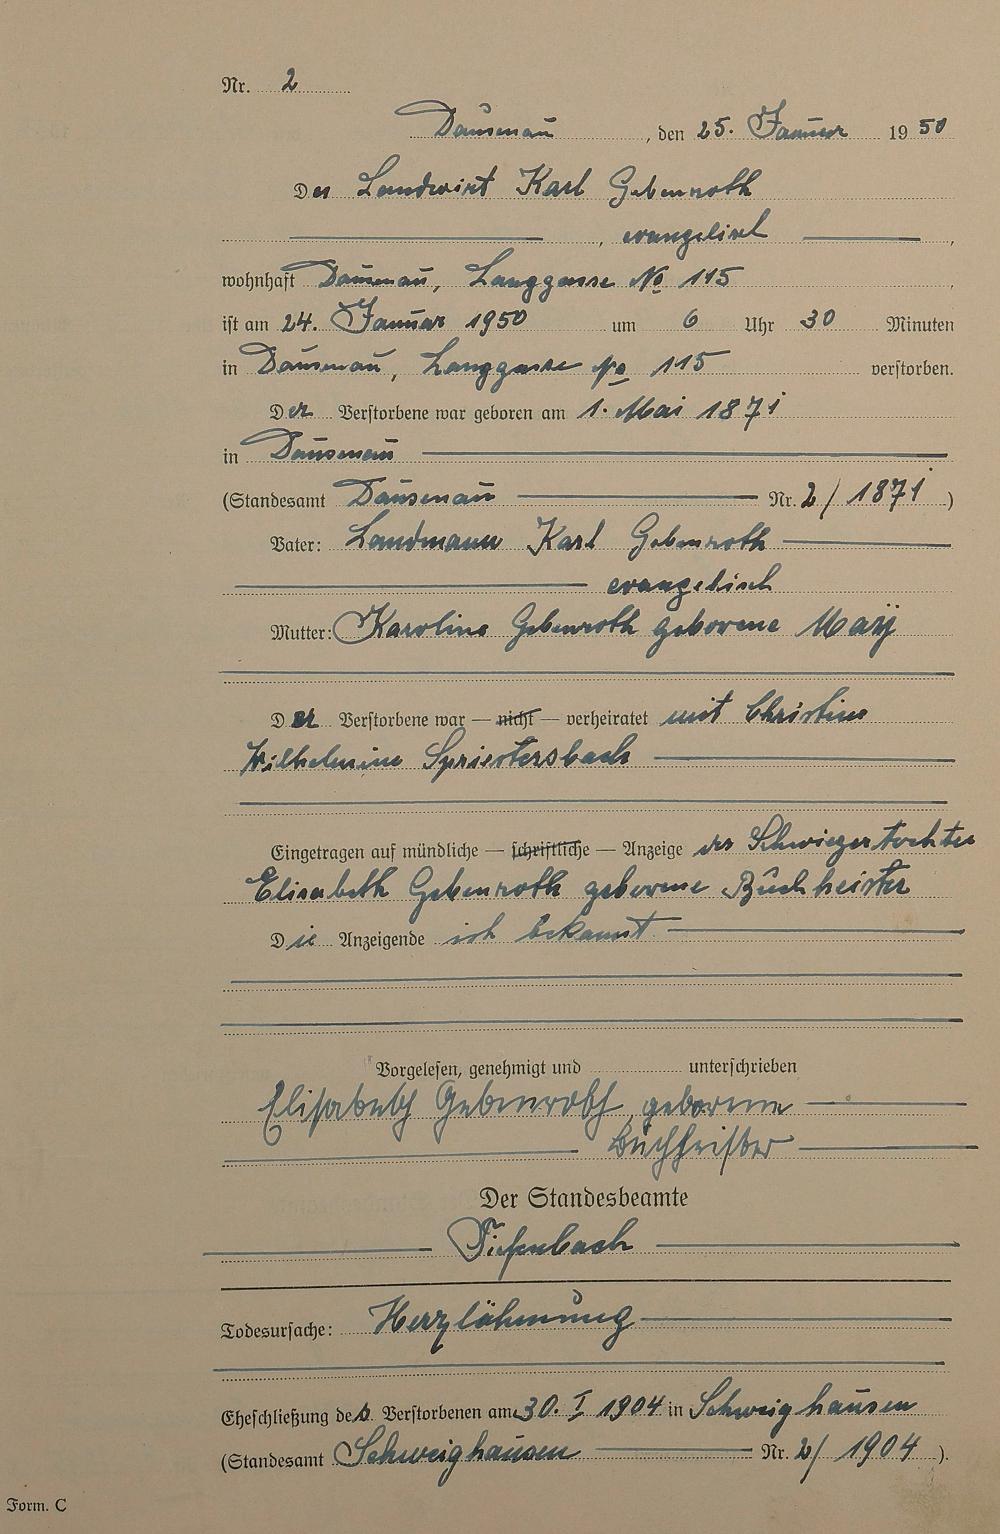 Nr. 2
Dausenau, den 25. Januar 1950
Der Landwirt Karl Gebenroth
, evangelisch,
wohnhaft Dausenau, Langgasse No 115
ist am 24. Januar 1950 um 6 Uhr 30 Minuten
in Dausenau, Langgasse No 115 verstorben.
Der Verstorbene war geboren am 1. Mai 1871
in Dausenau
(Standesamt Dausenau Nr. 2/1871)
Vater: Landmann Karl Gebenroth
evangelisch
Mutter: Karoline Gebenroth geborene May
Der Verstorbene war — nicht — verheiratet mit Christine
Wilhelmine Spriestersbach
Eingetragen auf mündliche — schriftliche — Anzeige der Schwiegertochter
Elisabeth Gebenroth geborene Buchheister
Die Anzeigende ist bekannt
Vorgelesen, genehmigt und unterschrieben
Elisabeth Gebenroth geborene
Buchheister
Der Standesbeamte
Tiefenbach
Todesursache: Herzlähmung
Eheschließung des Verstorbenen am 30. I 1904 in Schweighausen
(Standesamt Schweighausen Nr. 2/1904).
Form. C